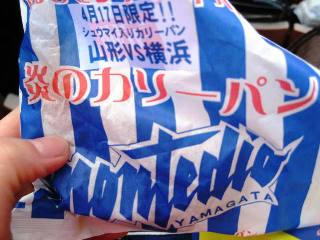 4月17日限定!!
シュウマイ入りカリーパン
山形VS横浜
炎のカリーパン
montedio
YAMAGATA